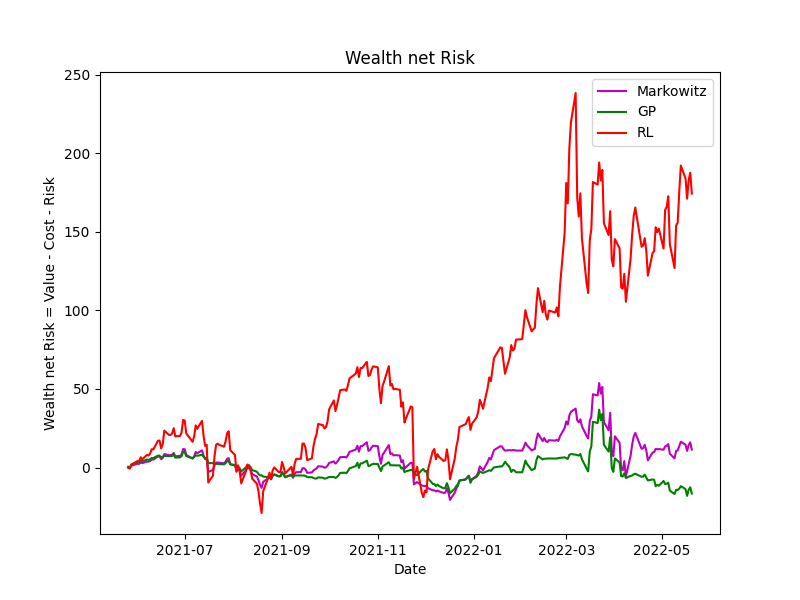 Wealth net Risk
250
200
150
100
50
0
Wealth net Risk = Value - Cost - Risk
Markowitz
GP
RL
2021-07 2021-09 2021-11 2022-01 2022-03 2022-05
Date